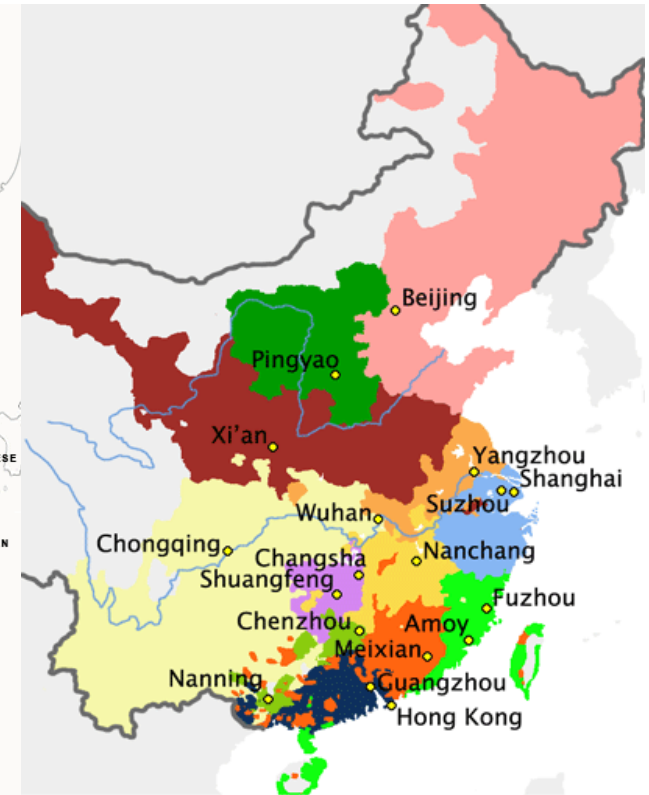 Beijing
Pingyao
Xi'an
Yangzhou
Shanghai
Suzhou
Wuhan
Chongqing
Changsha
Nanchang
Shuangfeng
Fuzhou
Chenzhou
Amoy
Meixian
Nanning
Guangzhou
Hong Kong